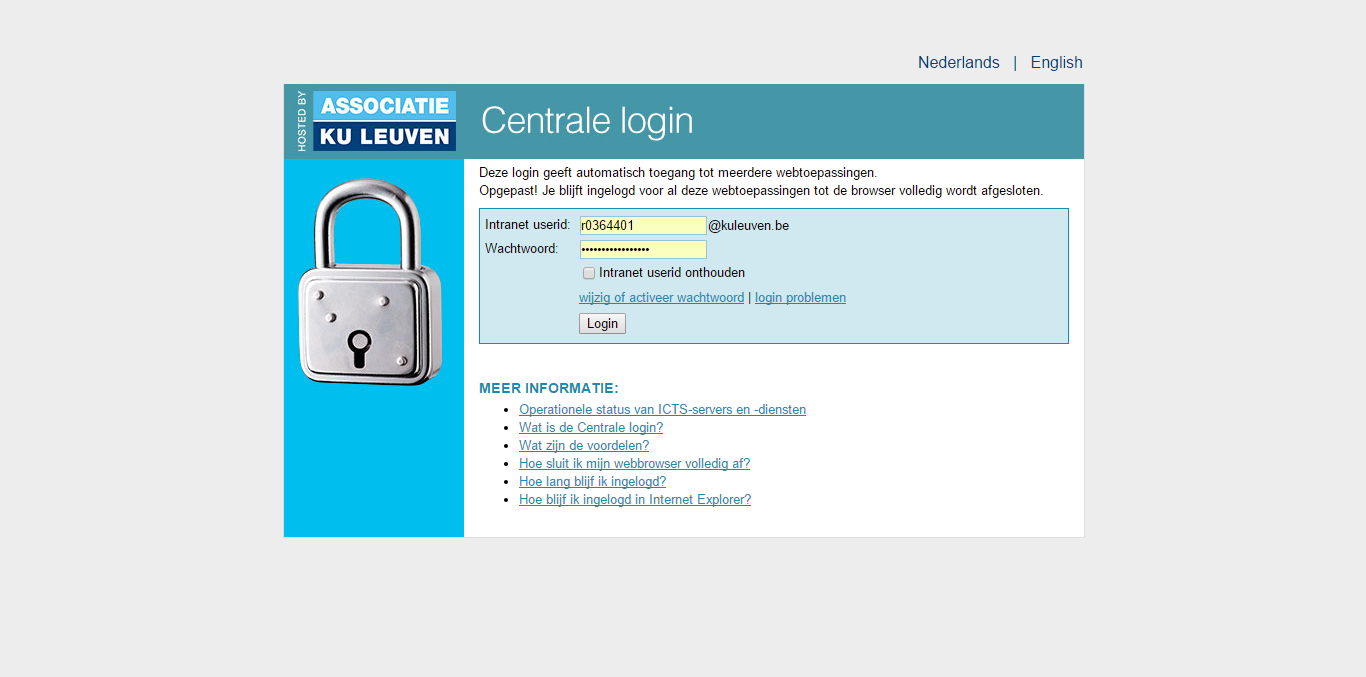 Nederlands | English
HOSTED BY
ASSOCIATIE
KU LEUVEN
Centrale login
Deze login geeft automatisch toegang tot meerdere webtoepassingen.
Opgepast! Je blijft ingelogd voor al deze webtoepassingen tot de browser volledig wordt afgesloten.
Intranet userid: r0364401 @kuleuven.be
Wachtwoord: •••••••••••••••••
Intranet userid onthouden
wijzig of activeer wachtwoord | login problemen
Login
MEER INFORMATIE:
• Operationele status van ICTS-servers en -diensten
• Wat is de Centrale login?
• Wat zijn de voordelen?
• Hoe sluit ik mijn webbrowser volledig af?
• Hoe lang blijf ik ingelogd?
• Hoe blijf ik ingelogd in Internet Explorer?